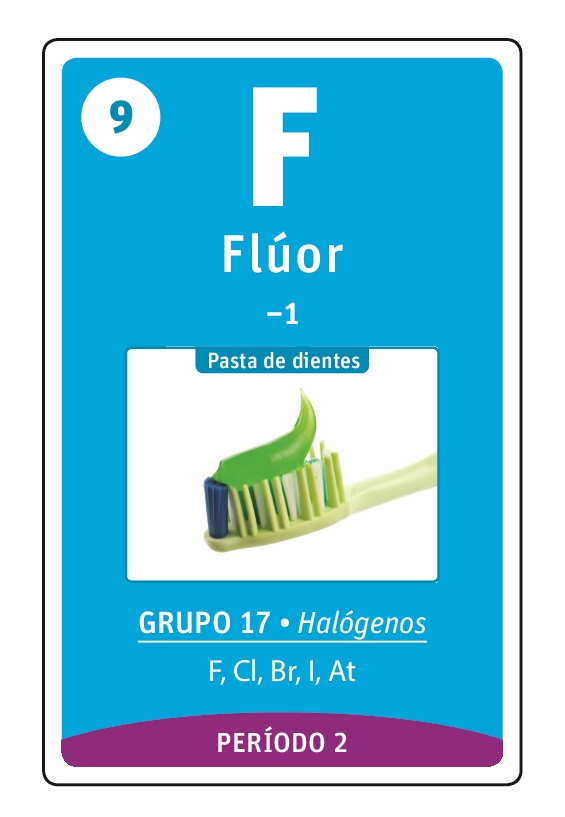 9
F
Flúor
–1
Pasta de dientes
GRUPO 17 • Halógenos
F, Cl, Br, I, At
PERÍODO 2